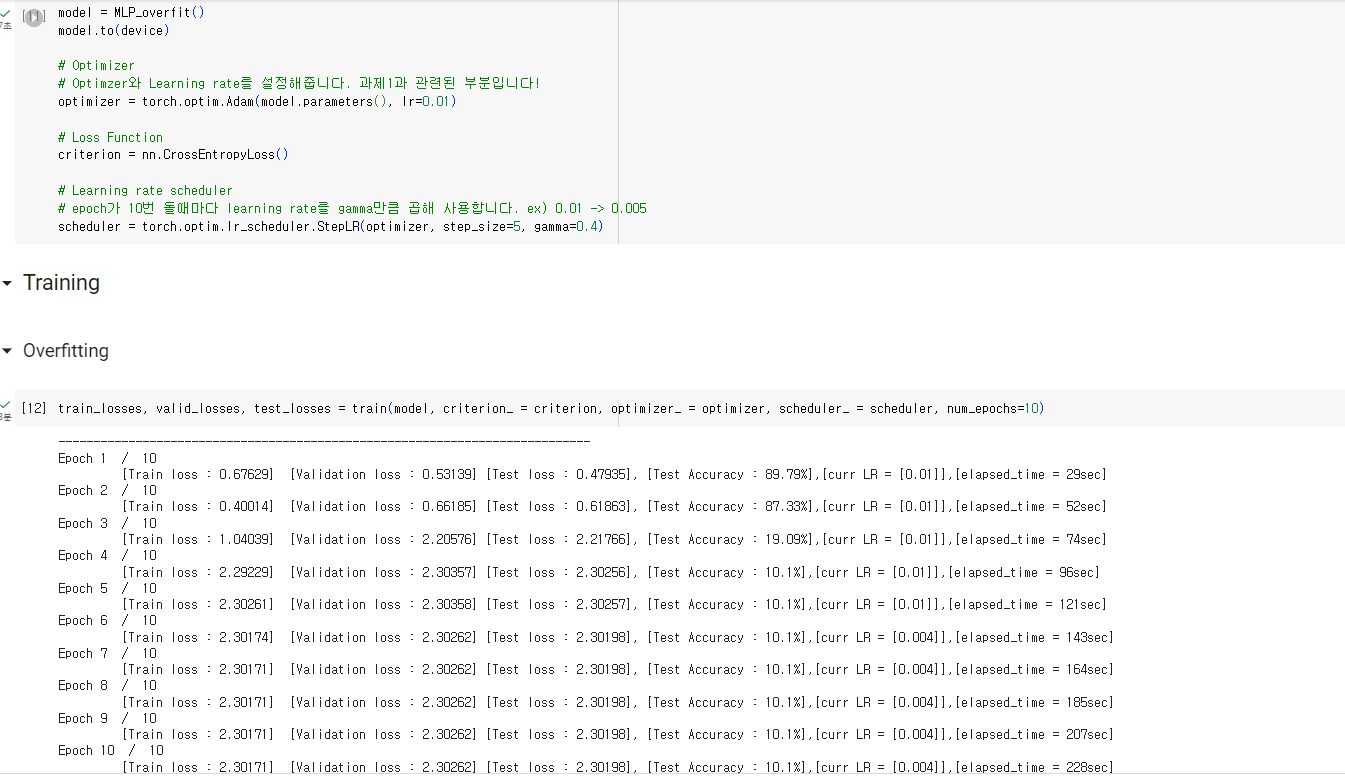 model = MLP_overfit()
model.to(device)
# Optimizer
# Optimzer와 Learning rate를 설정해줍니다. 과제1과 관련된 부분입니다!
optimizer = torch.optim.Adam(model.parameters(), lr=0.01)
# Loss Function
criterion = nn.CrossEntropyLoss()
# Learning rate scheduler
# epoch가 10번 돌때마다 learning rate를 gamma만큼 곱해 사용합니다. ex) 0.01 -> 0.005
scheduler = torch.optim.lr_scheduler.StepLR(optimizer, step_size=5, gamma=0.4)
Training
Overfitting
[12] train_losses, valid_losses, test_losses = train(model, criterion_ = criterion, optimizer_ = optimizer, scheduler_ = scheduler, num_epochs=10)
----------------------------------------------------------------------------
Epoch 1 / 10
[Train loss : 0.67629] [Validation loss : 0.53139] [Test loss : 0.47935], [Test Accuracy : 89.79%],[curr LR = [0.01]],[elapsed_time = 29sec]
Epoch 2 / 10
[Train loss : 0.40014] [Validation loss : 0.66185] [Test loss : 0.61863], [Test Accuracy : 87.33%],[curr LR = [0.01]],[elapsed_time = 52sec]
Epoch 3 / 10
[Train loss : 1.04039] [Validation loss : 2.20576] [Test loss : 2.21766], [Test Accuracy : 19.09%],[curr LR = [0.01]],[elapsed_time = 74sec]
Epoch 4 / 10
[Train loss : 2.29229] [Validation loss : 2.30357] [Test loss : 2.30256], [Test Accuracy : 10.1%],[curr LR = [0.01]],[elapsed_time = 96sec]
Epoch 5 / 10
[Train loss : 2.30261] [Validation loss : 2.30358] [Test loss : 2.30257], [Test Accuracy : 10.1%],[curr LR = [0.01]],[elapsed_time = 121sec]
Epoch 6 / 10
[Train loss : 2.30174] [Validation loss : 2.30262] [Test loss : 2.30198], [Test Accuracy : 10.1%],[curr LR = [0.004]],[elapsed_time = 143sec]
Epoch 7 / 10
[Train loss : 2.30171] [Validation loss : 2.30262] [Test loss : 2.30198], [Test Accuracy : 10.1%],[curr LR = [0.004]],[elapsed_time = 164sec]
Epoch 8 / 10
[Train loss : 2.30171] [Validation loss : 2.30262] [Test loss : 2.30198], [Test Accuracy : 10.1%],[curr LR = [0.004]],[elapsed_time = 185sec]
Epoch 9 / 10
[Train loss : 2.30171] [Validation loss : 2.30262] [Test loss : 2.30198], [Test Accuracy : 10.1%],[curr LR = [0.004]],[elapsed_time = 207sec]
Epoch 10 / 10
[Train loss : 2.30171] [Validation loss : 2.30262] [Test loss : 2.30198], [Test Accuracy : 10.1%],[curr LR = [0.004]],[elapsed_time = 228sec]